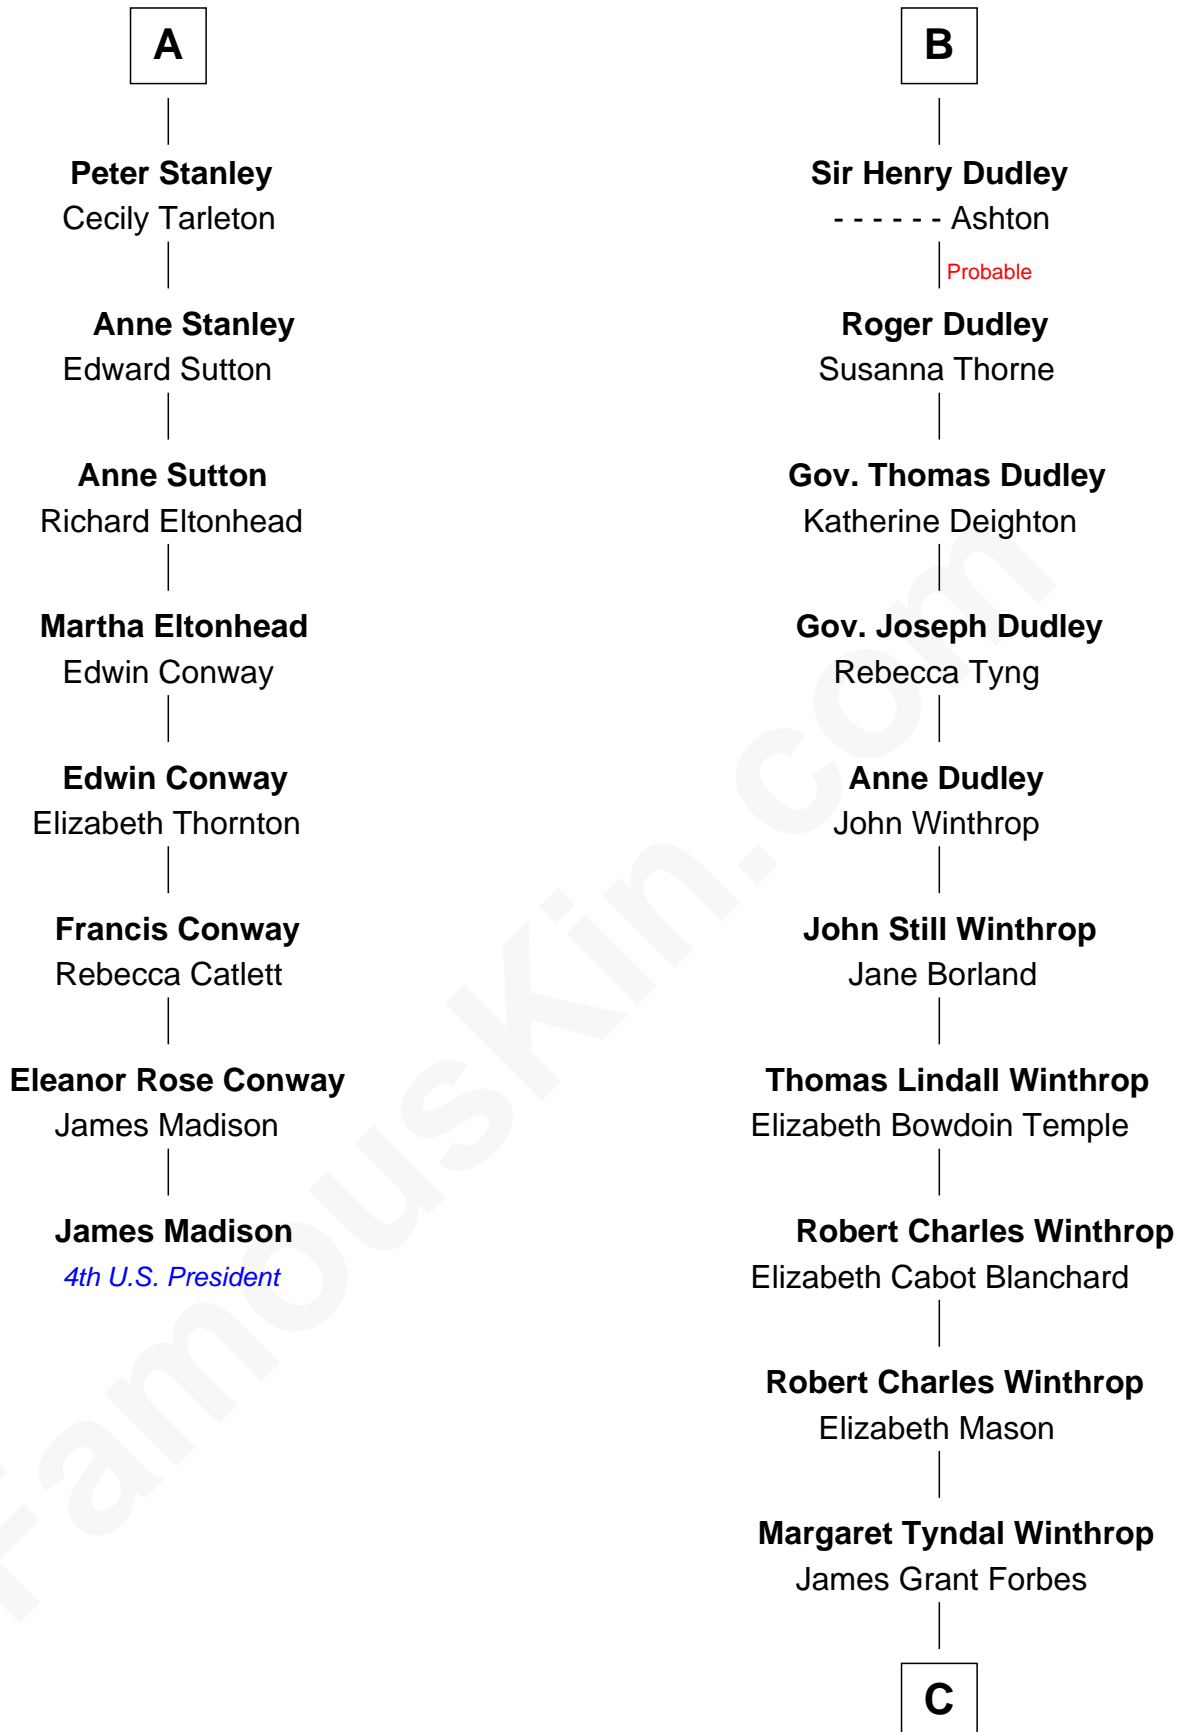 A
Peter Stanley
Cecily Tarleton
Anne Stanley
Edward Sutton
Anne Sutton
Richard Eltonhead
Martha Eltonhead
Edwin Conway
Edwin Conway
Elizabeth Thornton
Francis Conway
Rebecca Catlett
Eleanor Rose Conway
James Madison
James Madison
4th U.S. President
B
Sir Henry Dudley
- - - - - - Ashton
Probable
Roger Dudley
Susanna Thorne
Gov. Thomas Dudley
Katherine Deighton
Gov. Joseph Dudley
Rebecca Tyng
Anne Dudley
John Winthrop
John Still Winthrop
Jane Borland
Thomas Lindall Winthrop
Elizabeth Bowdoin Temple
Robert Charles Winthrop
Elizabeth Cabot Blanchard
Robert Charles Winthrop
Elizabeth Mason
Margaret Tyndal Winthrop
James Grant Forbes
C
FamousKin.com